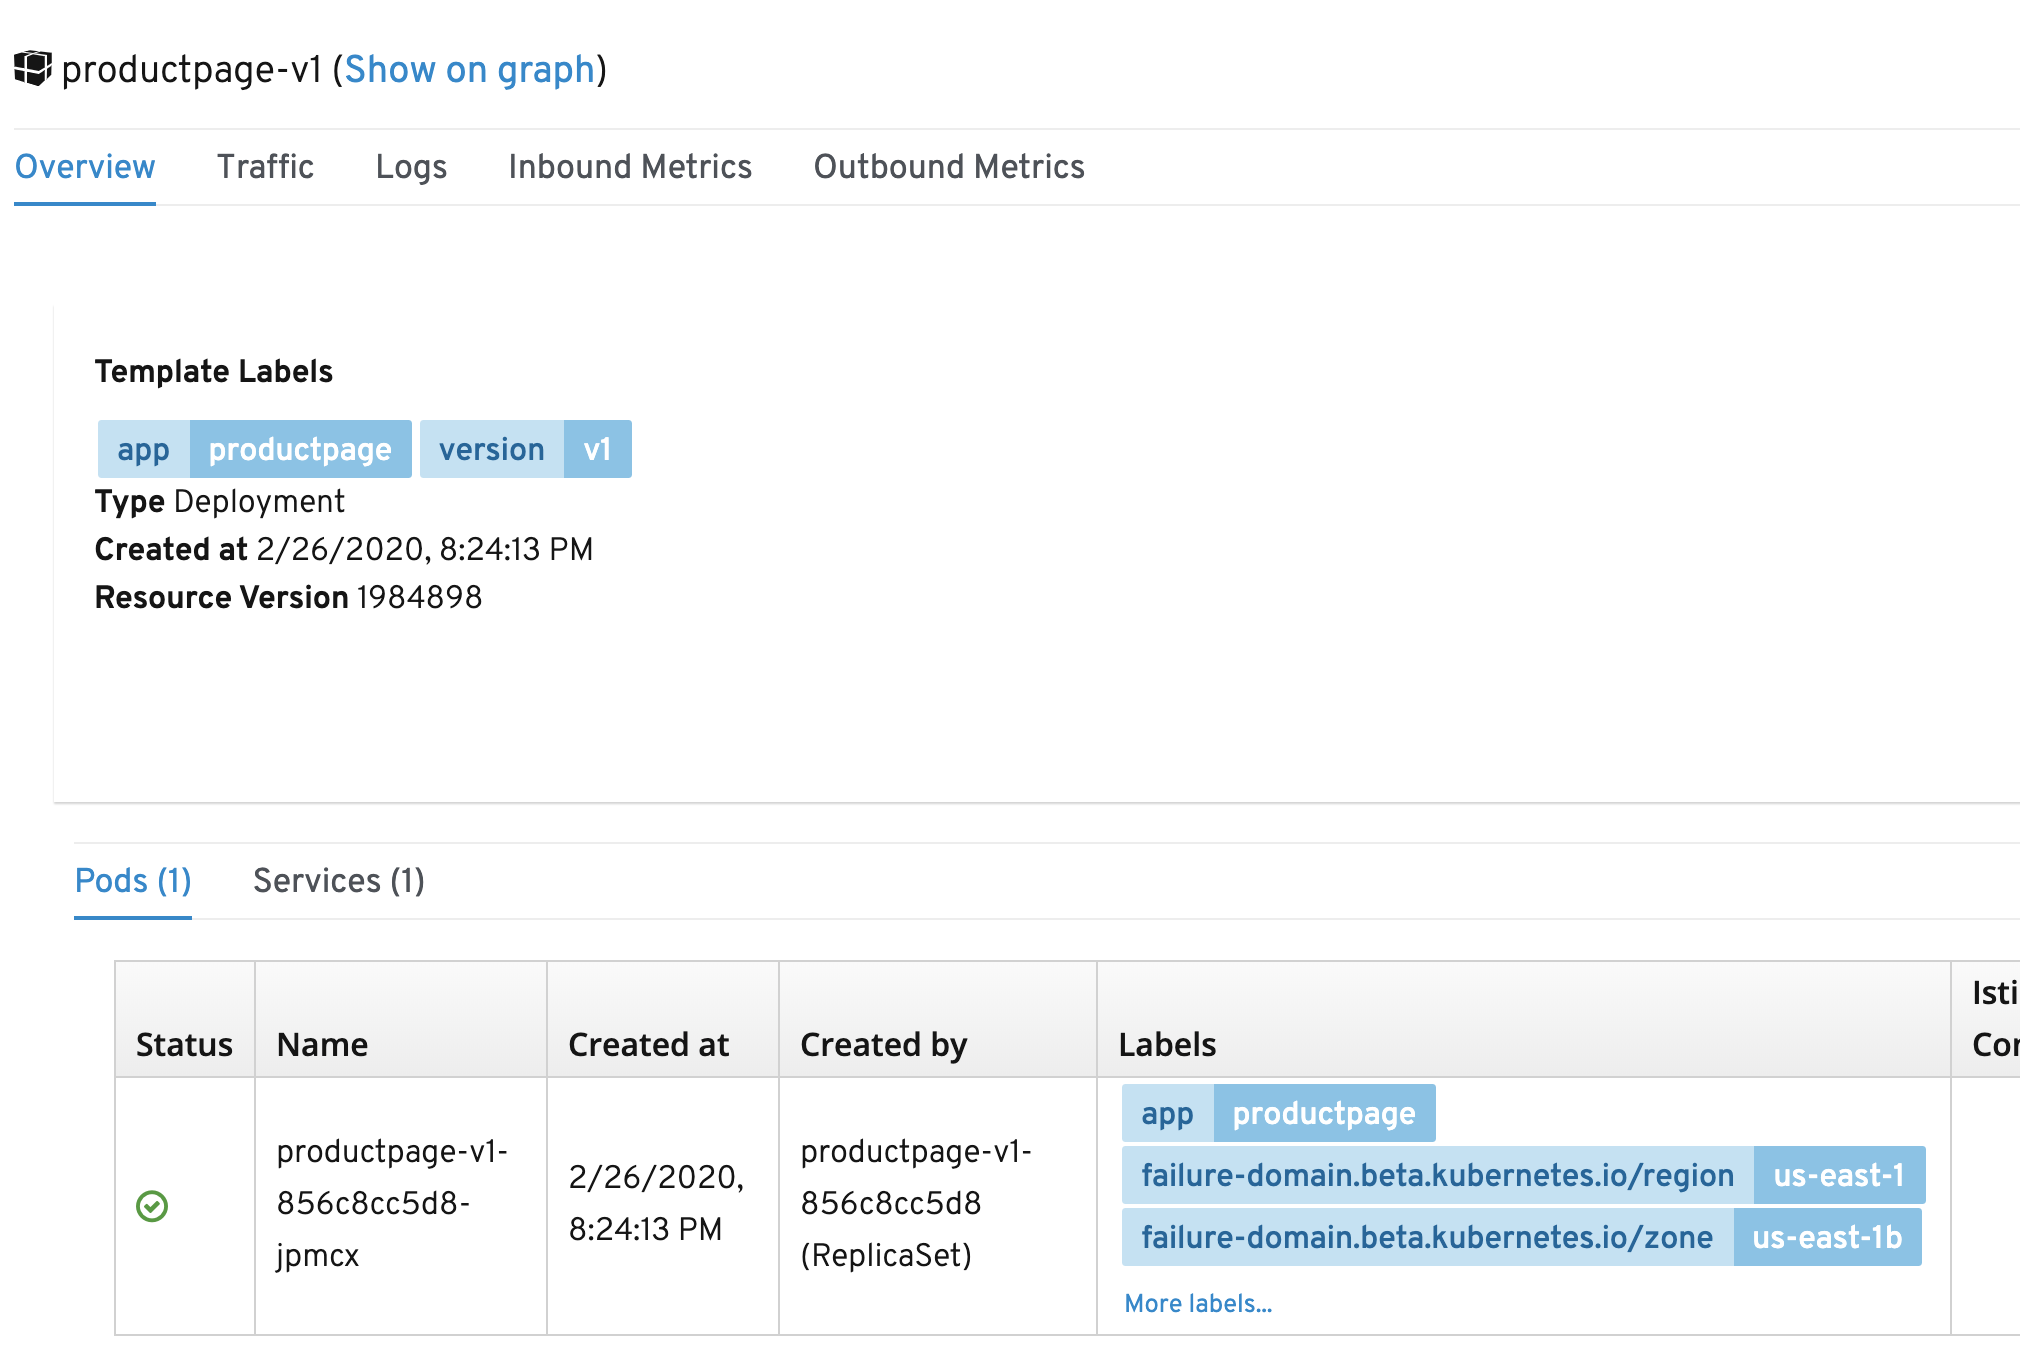 productpage-v1 (Show on graph)
Overview Traffic Logs Inbound Metrics Outbound Metrics
Template Labels
app productpage version v1
Type Deployment
Created at 2/26/2020, 8:24:13 PM
Resource Version 1984898
Pods (1) Services (1)
Status Name Created at Created by Labels
productpage-v1-
856c8cc5d8-
jpmcx
2/26/2020,
8:24:13 PM
productpage-v1-
856c8cc5d8
(ReplicaSet)
app productpage
failure-domain.beta.kubernetes.io/region us-east-1
failure-domain.beta.kubernetes.io/zone us-east-1b
More labels...